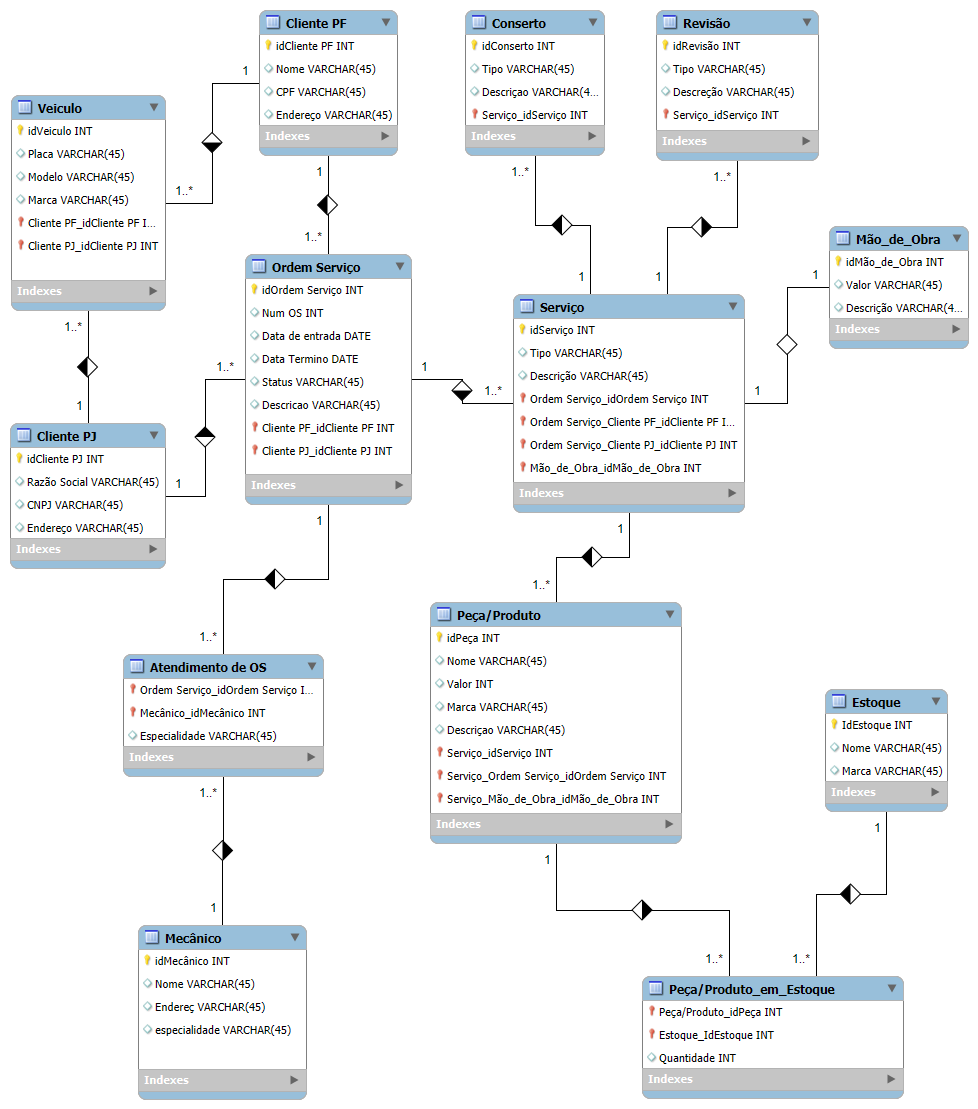 Cliente PF
idCliente PF INT
Nome VARCHAR(45)
CPF VARCHAR(45)
Endereço VARCHAR(45)
Indexes
Conserto
idConserto INT
Tipo VARCHAR(45)
Descriçao VARCHAR(4...
Serviço_idServiço INT
Indexes
Revisão
idRevisão INT
Tipo VARCHAR(45)
Descreção VARCHAR(45)
Serviço_idServiço INT
Indexes
Veiculo
idVeiculo INT
Placa VARCHAR(45)
Modelo VARCHAR(45)
Marca VARCHAR(45)
Cliente PF_idCliente PF I...
Cliente PJ_idCliente PJ INT
Indexes
1
1..*
1
1..*
1..*
1
1..*
1
Ordem Serviço
idOrdem Serviço INT
Num OS INT
Data de entrada DATE
Data Termino DATE
Status VARCHAR(45)
Descricao VARCHAR(45)
Cliente PF_idCliente PF INT
Cliente PJ_idCliente PJ INT
Indexes
Mão_de_Obra
idMão_de_Obra INT
Valor VARCHAR(45)
Descrição VARCHAR(4...
Indexes
Serviço
idServiço INT
Tipo VARCHAR(45)
Descrição VARCHAR(45)
Ordem Serviço_idOrdem Serviço INT
Ordem Serviço_Cliente PF_idCliente PF I...
Ordem Serviço_Cliente PJ_idCliente PJ INT
Mão_de_Obra_idMão_de_Obra INT
Indexes
1
1
1..*
1
1..*
1
1..*
1
Cliente PJ
idCliente PJ INT
Razão Social VARCHAR(45)
CNPJ VARCHAR(45)
Endereço VARCHAR(45)
Indexes
1
1..*
1
1..*
Atendimento de OS
Ordem Serviço_idOrdem Serviço I...
Mecânico_idMecânico INT
Especialidade VARCHAR(45)
Indexes
Peça/Produto
idPeça INT
Nome VARCHAR(45)
Valor INT
Marca VARCHAR(45)
Descriçao VARCHAR(45)
Serviço_idServiço INT
Serviço_Ordem Serviço_idOrdem Serviço INT
Serviço_Mão_de_Obra_idMão_de_Obra INT
Indexes
Estoque
IdEstoque INT
Nome VARCHAR(45)
Marca VARCHAR(45)
Indexes
1..*
1
1
1..*
1
1..*
Mecânico
idMecânico INT
Nome VARCHAR(45)
Endereç VARCHAR(45)
especialidade VARCHAR(45)
Indexes
Peça/Produto_em_Estoque
Peça/Produto_idPeça INT
Estoque_IdEstoque INT
Quantidade INT
Indexes